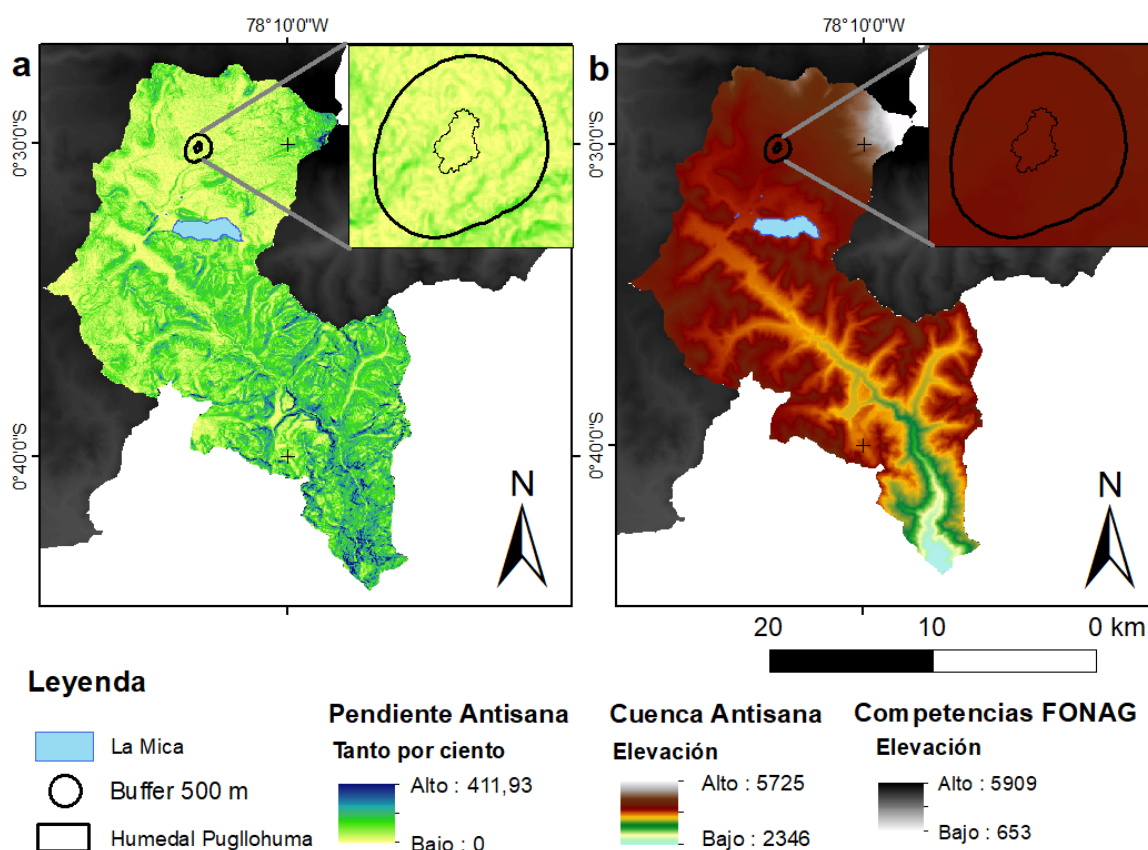 78°10'0"W
78°10'0"W
a
b
0°30'0"S
0°30'0"S
0°40'0"S
0°40'0"S
N
N
20 10 0 km
Leyenda
La Mica
Buffer 500 m
Humedal Pugllohuma
Pendiente Antisana
Tanto por ciento
Alto : 411,93
Bajo : 0
Cuenca Antisana
Elevación
Alto : 5725
Bajo : 2346
Competencias FONAG
Elevación
Alto : 5909
Bajo : 653